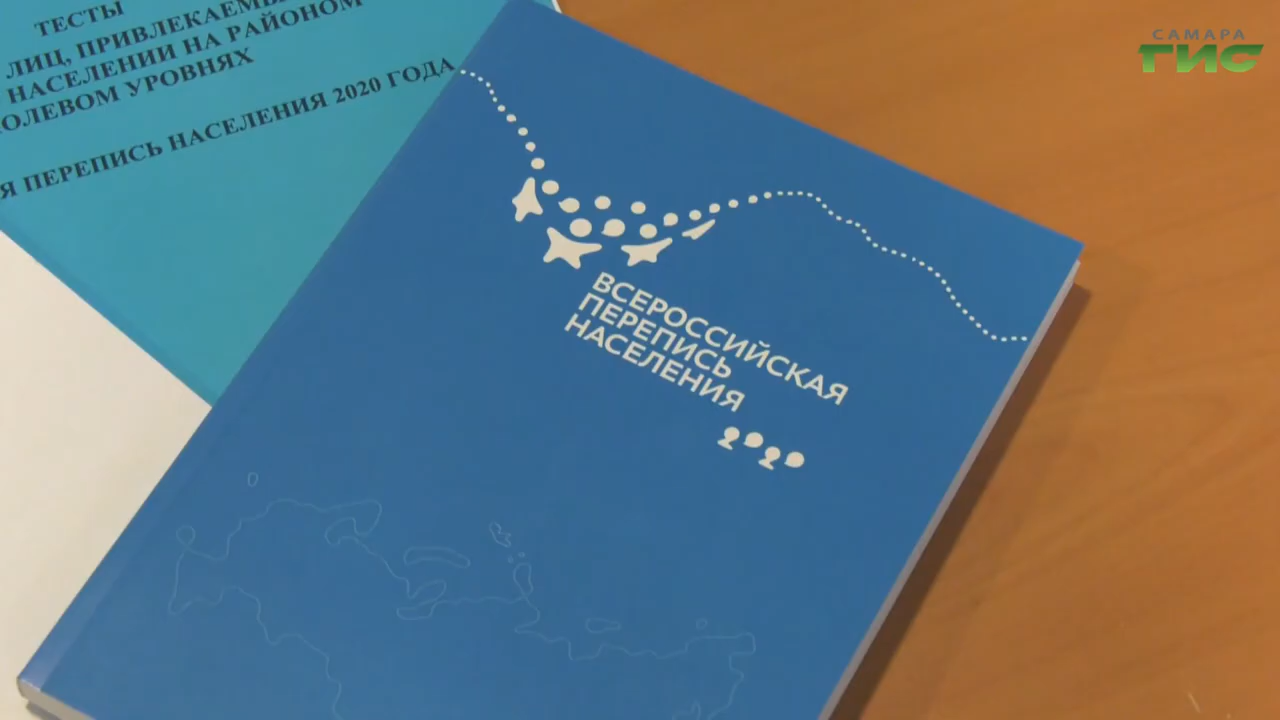 ТЕСТЫ
ЛИЦ, ПРИВЛЕКАЕМЫ
НАСЕЛЕНИИ НА РАЙОНОМ
ОЛЕВОМ УРОВНЯХ
Я ПЕРЕПИСЬ НАСЕЛЕНИЯ 2020 ГОДА
САМАРА
ГИС
ВСЕРОССИЙСКАЯ
ПЕРЕПИСЬ
НАСЕЛЕНИЯ
2020